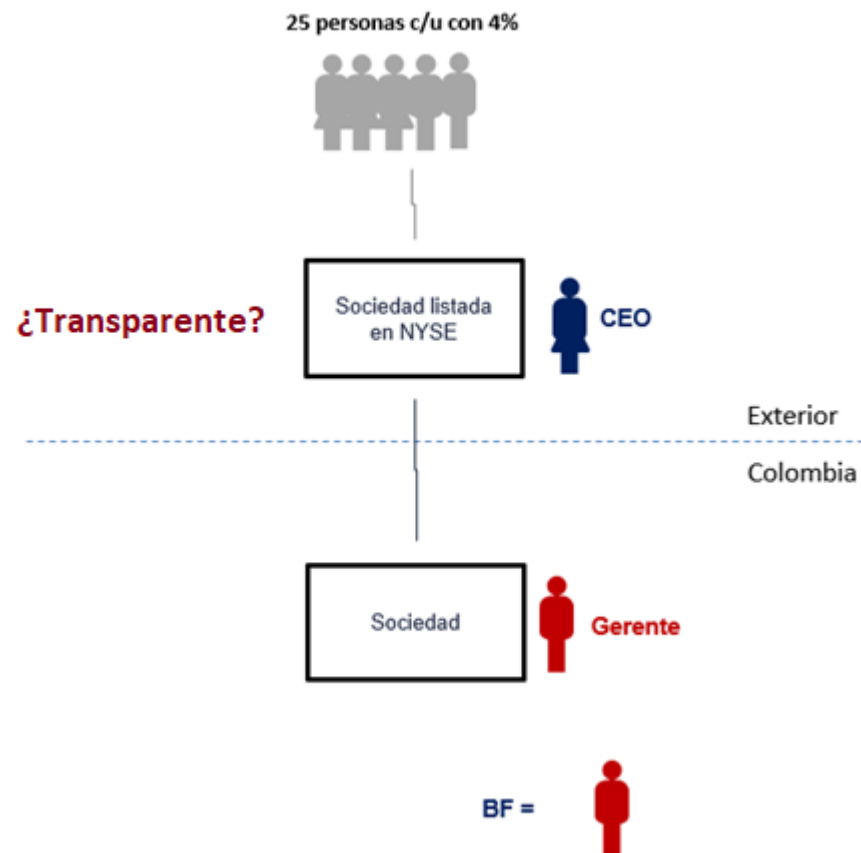 25 personas c/u con 4%
¿Transparente?
Sociedad listada
en NYSE
CEO
Exterior
Colombia
Sociedad
Gerente
BF =